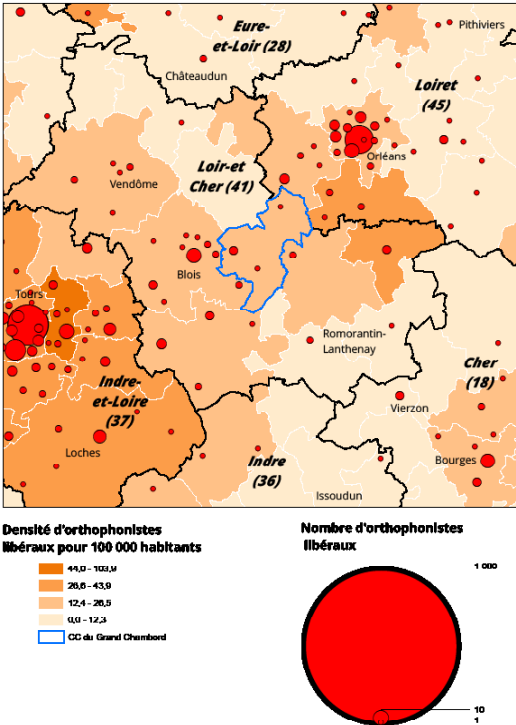 Eure-
et-Loir (28)
Pithiviers
Châteaudun
Loiret
(45)
Orléans
Loir-et
Cher (41)
Vendôme
Blois
Tours
Romorantin-
Lanthenay
Cher
(18)
Indre-
et-Loire
(37)
Vierzon
Loches
Indre
(36)
Bourges
Issoudun
Densité d'orthophonistes
libéraux pour 100 000 habitants
44,0 - 103,9
26,6 - 43,9
12,4 - 26,5
0,0 - 12,3
CC du Grand Chambord
Nombre d'orthophonistes
libéraux
1 000
10
1